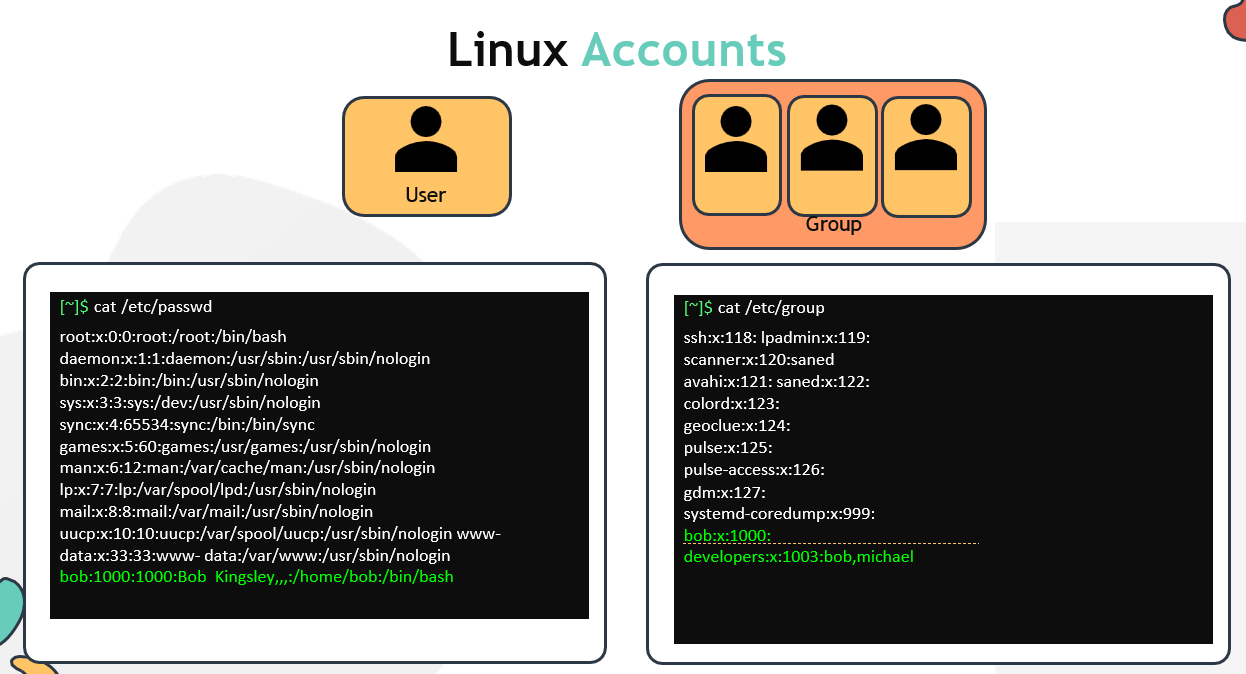 Linux Accounts
User
Group
[~]$ cat /etc/passwd
root:x:0:0:root:/root:/bin/bash
daemon:x:1:1:daemon:/usr/sbin:/usr/sbin/nologin
bin:x:2:2:bin:/bin:/usr/sbin/nologin
sys:x:3:3:sys:/dev:/usr/sbin/nologin
sync:x:4:65534:sync:/bin:/bin/sync
games:x:5:60:games:/usr/games:/usr/sbin/nologin
man:x:6:12:man:/var/cache/man:/usr/sbin/nologin
lp:x:7:7:lp:/var/spool/lpd:/usr/sbin/nologin
mail:x:8:8:mail:/var/mail:/usr/sbin/nologin
uucp:x:10:10:uucp:/var/spool/uucp:/usr/sbin/nologin www-
data:x:33:33:www- data:/var/www:/usr/sbin/nologin
bob:1000:1000:Bob  Kingsley,,,:/home/bob:/bin/bash
[~]$ cat /etc/group
ssh:x:118: lpadmin:x:119:
scanner:x:120:saned
avahi:x:121: saned:x:122:
colord:x:123:
geoclue:x:124:
pulse:x:125:
pulse-access:x:126:
gdm:x:127:
systemd-coredump:x:999:
bob:x:1000:
developers:x:1003:bob,michael